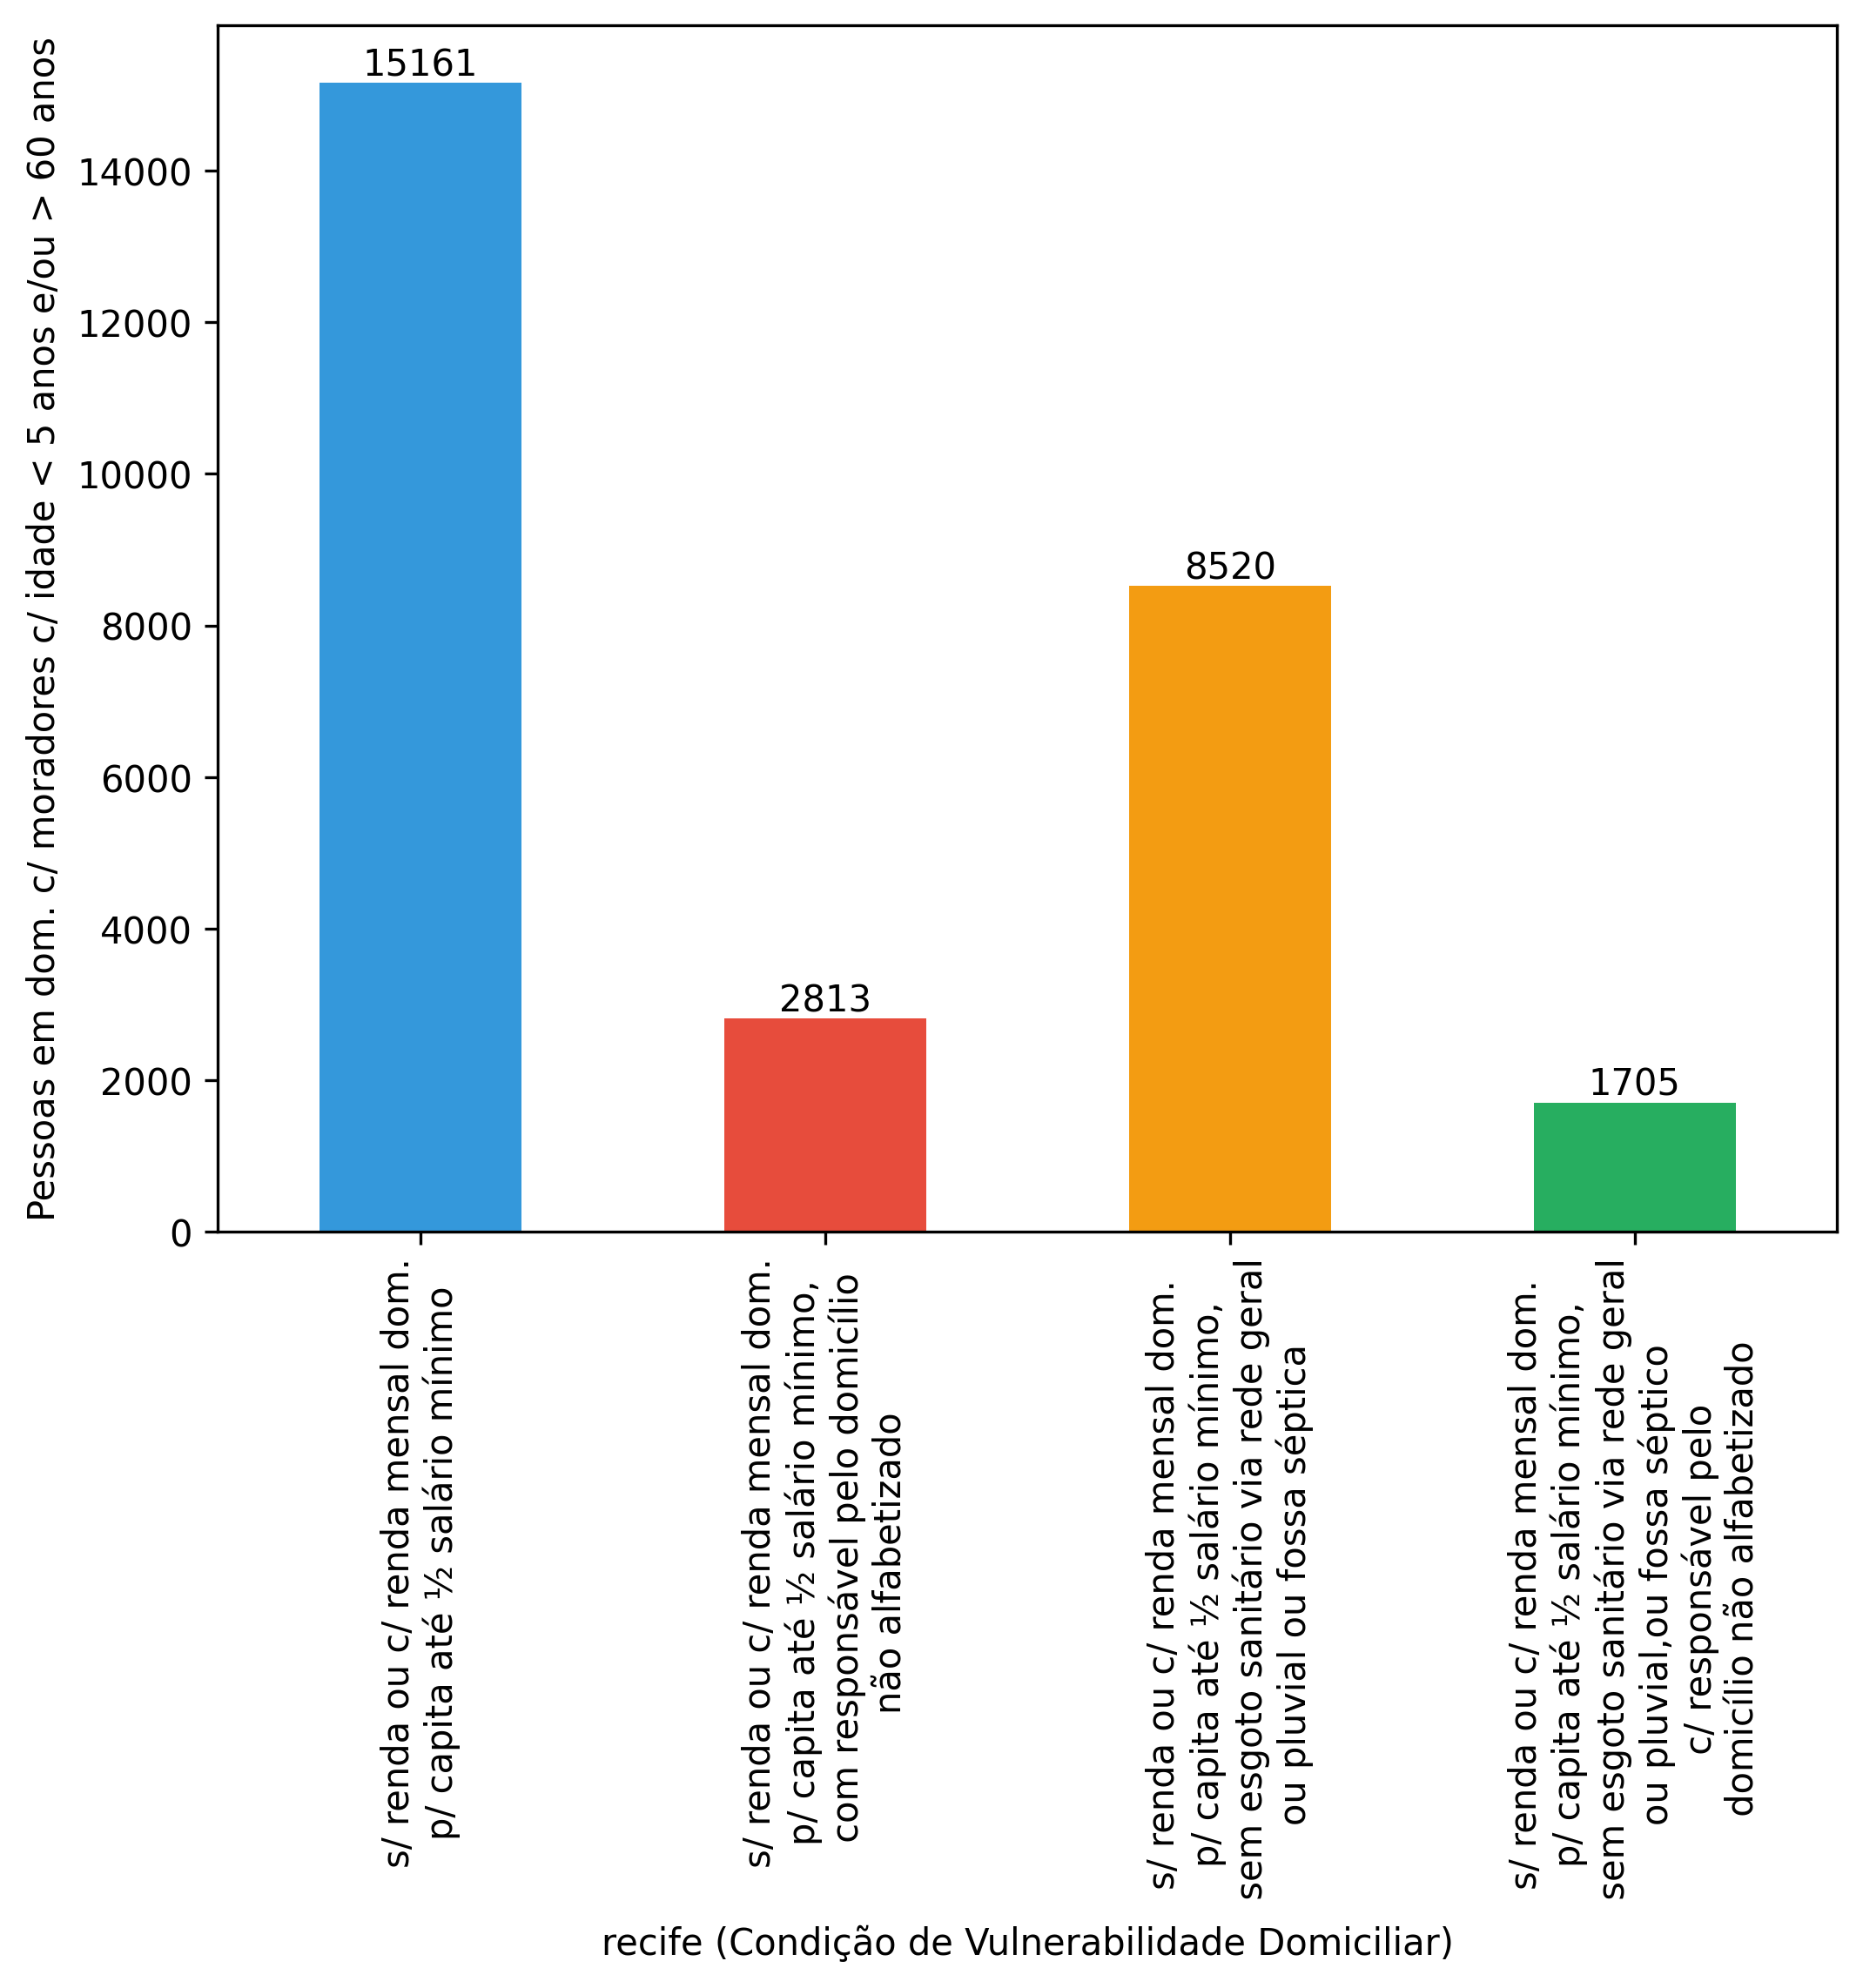 Pessoas em dom. c/ moradores c/ idade < 5 anos e/ou > 60 anos
14000
12000
10000
8000
6000
4000
2000
0
15161
2813
8520
1705
s/ renda ou c/ renda mensal dom.
p/ capita até ½ salário mínimo
s/ renda ou c/ renda mensal dom.
p/ capita até ½ salário mínimo,
com responsável pelo domicílio
não alfabetizado
s/ renda ou c/ renda mensal dom.
p/ capita até ½ salário mínimo,
sem esgoto sanitário via rede geral
ou pluvial ou fossa séptica
s/ renda ou c/ renda mensal dom.
p/ capita até ½ salário mínimo,
sem esgoto sanitário via rede geral
ou pluvial,ou fossa séptico
c/ responsável pelo
domicílio não alfabetizado
recife (Condição de Vulnerabilidade Domiciliar)